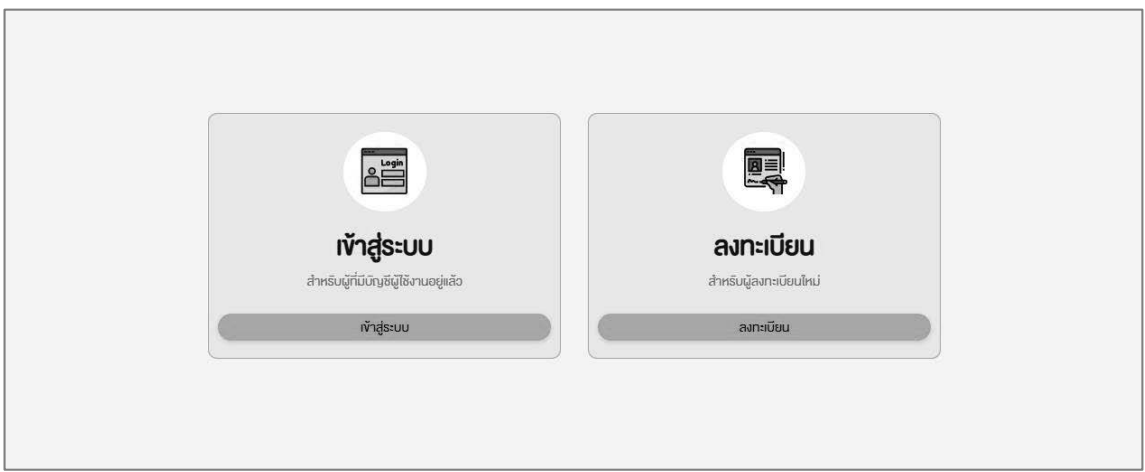 Login
เข้าสู่ระบบ
สำหรับผู้ที่มีบัญชีผู้ใช้งานอยู่แล้ว
เข้าสู่ระบบ
ลงทะเบียน
สำหรับผู้ลงทะเบียนใหม่
ลงทะเบียน